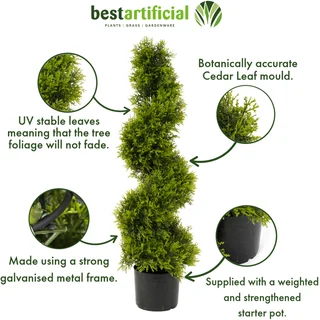 bestartificial
PLANTS | GRASS | GARDENWARE
Botanically accurate
Cedar Leaf mould.
UV stable leaves
meaning that the tree
foliage will not fade.
Made using a strong
galvanised metal frame.
Supplied with a weighted
and strengthened
starter pot.